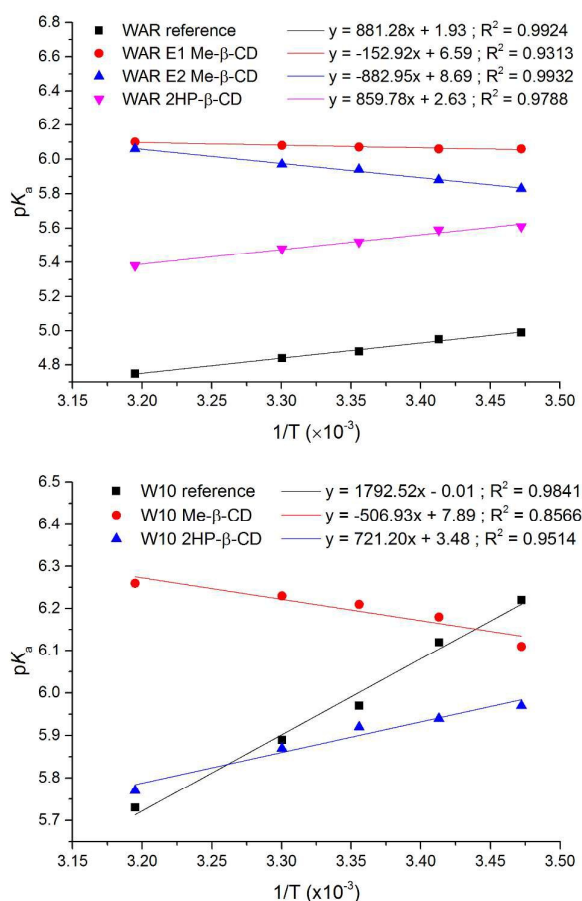 WAR reference y = 881.28x + 1.93 ; R² = 0.9924
WAR E1 Me-β-CD y = -152.92x + 6.59 ; R² = 0.9313
WAR E2 Me-β-CD y = -882.95x + 8.69 ; R² = 0.9932
WAR 2HP-β-CD y = 859.78x + 2.63 ; R² = 0.9788
6.6
6.4
6.2
6.0
5.8
5.6
5.4
5.2
5.0
4.8
pKa
3.15 3.20 3.25 3.30 3.35 3.40 3.45 3.50
1/T (×10⁻³)
W10 reference y = 1792.52x - 0.01 ; R² = 0.9841
W10 Me-β-CD y = -506.93x + 7.89 ; R² = 0.8566
W10 2HP-β-CD y = 721.20x + 3.48 ; R² = 0.9514
6.5
6.4
6.3
6.2
6.1
6.0
5.9
5.8
5.7
pKa
3.15 3.20 3.25 3.30 3.35 3.40 3.45 3.50
1/T (x10⁻³)